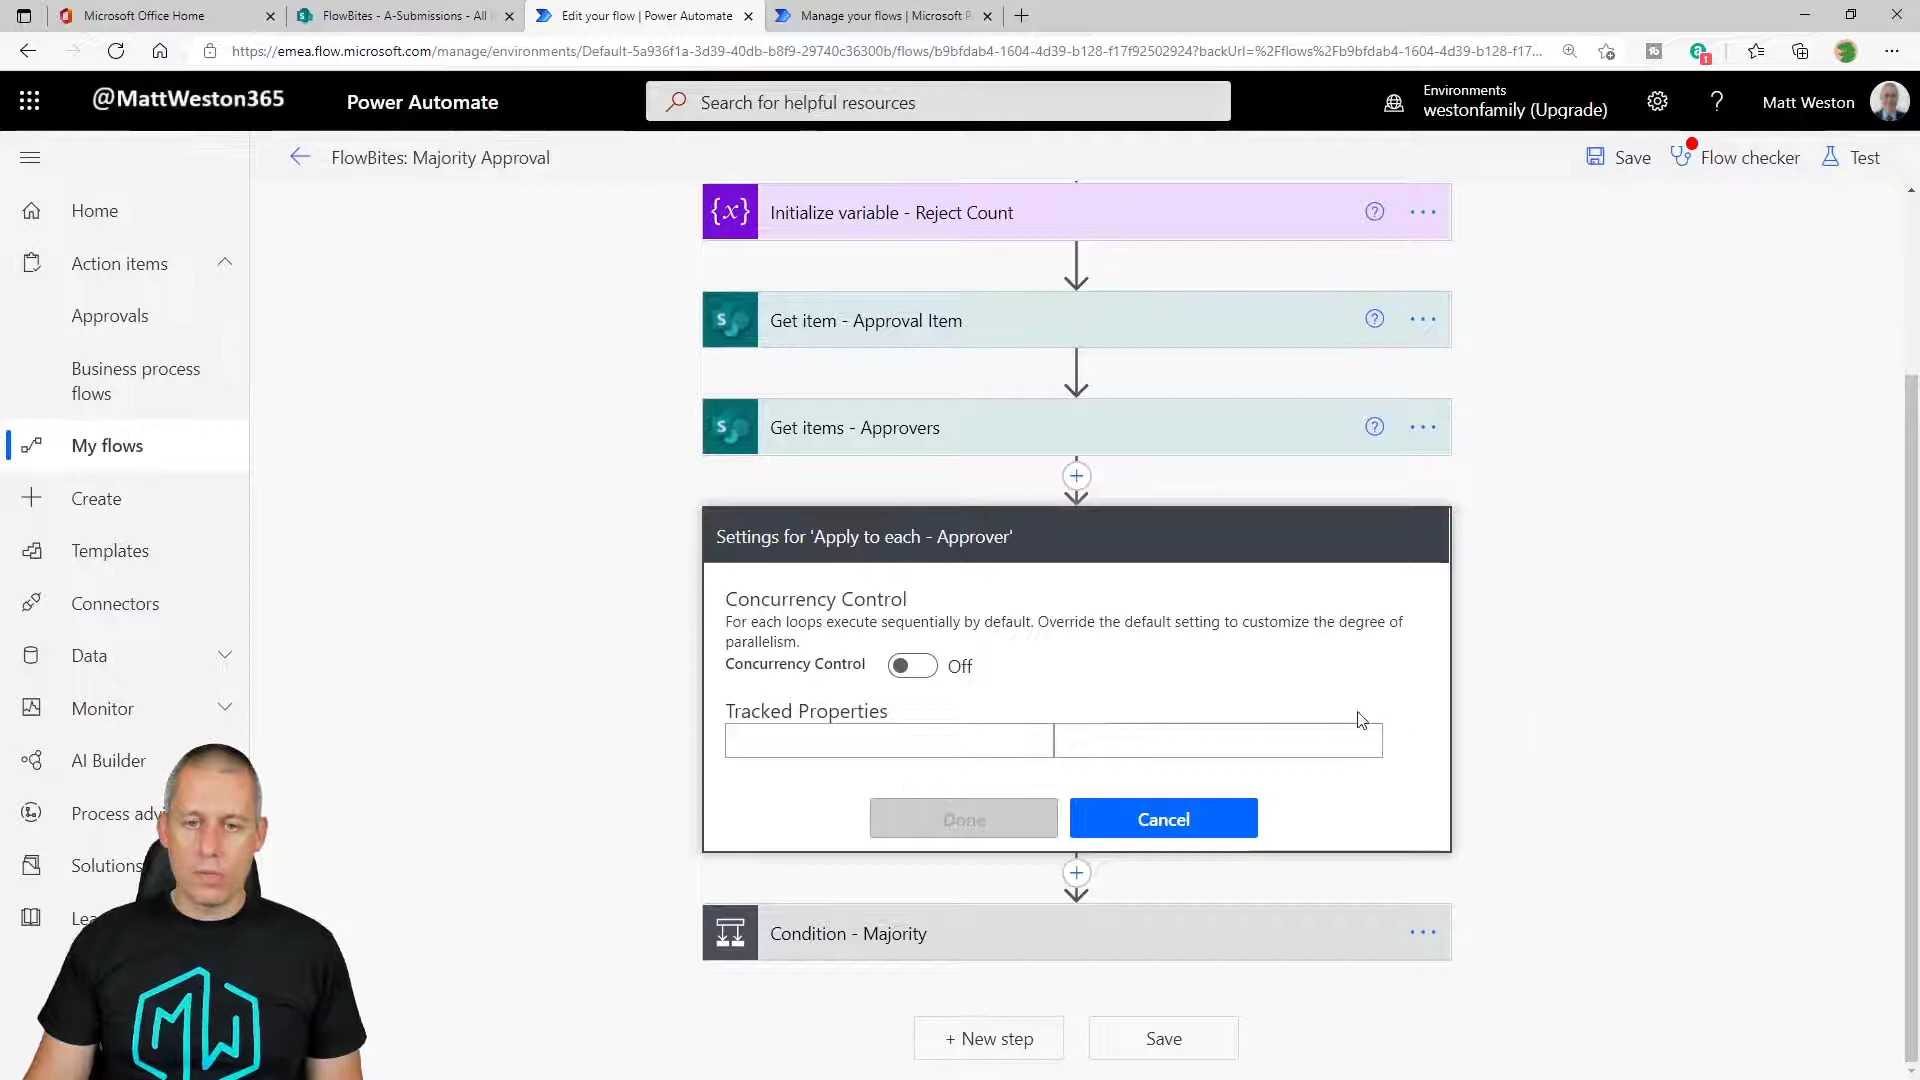 Microsoft Office Home
FlowBites - A-Submissions - All
Edit your flow | Power Automate
Manage your flows | Microsoft P
https://emea.flow.microsoft.com/manage/environments/Default-5a936f1a-3d39-40db-b8f9-29740c36300b/flows/b9bfdab4-1604-4d39-b128-f17f92502924?backUrl=%2Fflows%2Fb9bfdab4-1604-4d39-b128-f17...
1
@MattWeston365
Power Automate
Search for helpful resources
Environments
westonfamily (Upgrade)
?
Matt Weston
FlowBites: Majority Approval
Save
Flow checker
Test
Home
Action items
Approvals
Business process
flows
My flows
Create
Templates
Connectors
Data
Monitor
AI Builder
Process advi
Solutions
Lea
{x}
Initialize variable - Reject Count
S
Get item - Approval Item
S
Get items - Approvers
Settings for 'Apply to each - Approver'
Concurrency Control
For each loops execute sequentially by default. Override the default setting to customize the degree of
parallelism.
Concurrency Control
Off
Tracked Properties
Done
Cancel
Condition - Majority
+ New step
Save
MW